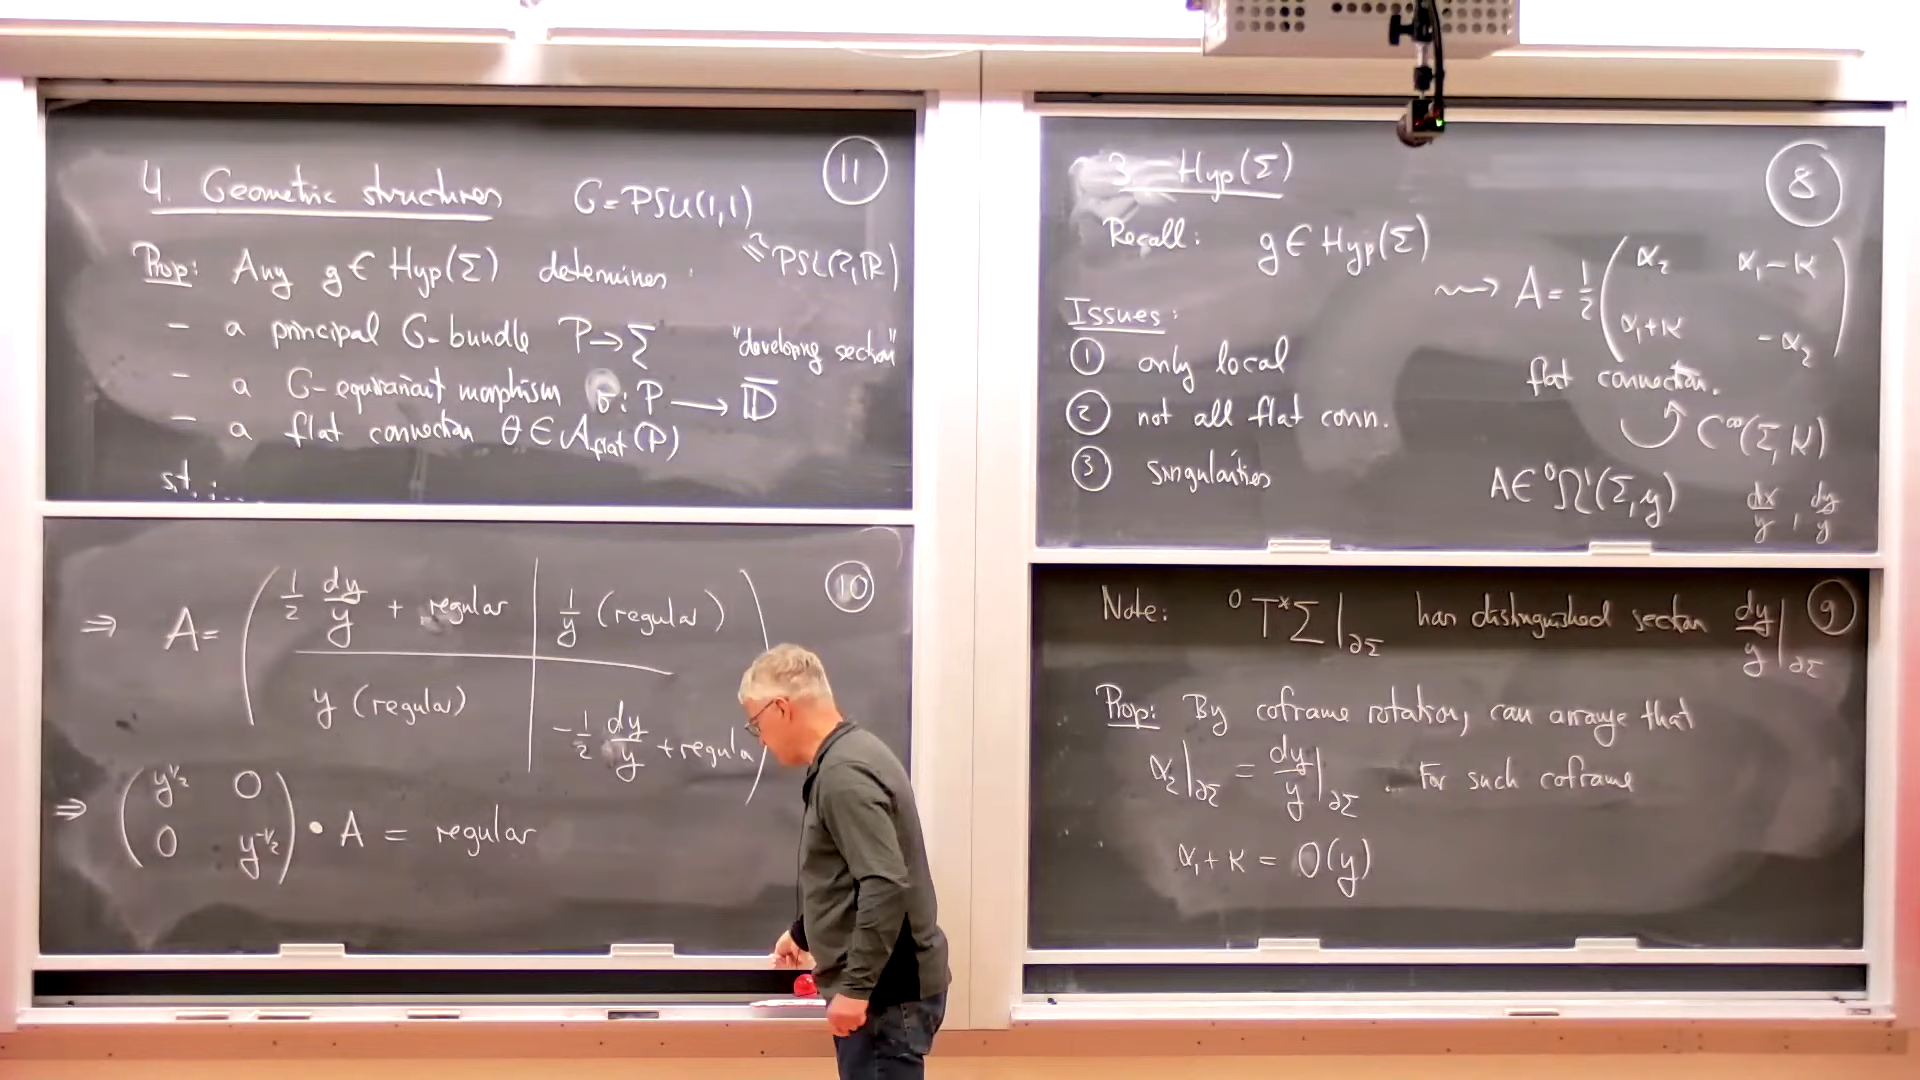 3. Hyp(Σ) ⑧
Recall: g ∈ Hyp(Σ)
⇝ A = 1/2 ( α₂ α₁ - κ
α₁ + κ - α₂ )
flat connection.
C^∞(Σ, K)
Issues:
① only local
② not all flat conn.
③ singularities
A ∈ ⁰Ω¹(Σ, g) dx/y , dy/y
Note: ⁰T*Σ|∂Σ has distinguished section dy/y|∂Σ ⑨
Prop: By coframe rotation, can arrange that
α₂|∂Σ = dy/y|∂Σ . For such coframe
α₁ + κ = O(y)
⇒ A = ( 1/2 dy/y + regular 1/y (regular) ⑩
y (regular) - 1/2 dy/y + regula )
⇒ ( y^{1/2} 0
0 y^{-1/2} ) • A = regular
4. Geometric structures G = PSU(1,1) ⑪
≅ PSL(2,ℝ)
Prop: Any g ∈ Hyp(Σ) determines
- a principal G-bundle P → Σ "developing section"
- a G-equivariant morphism σ: P → 𝔻̄
- a flat connection θ ∈ A_flat(P)
s.t. :...